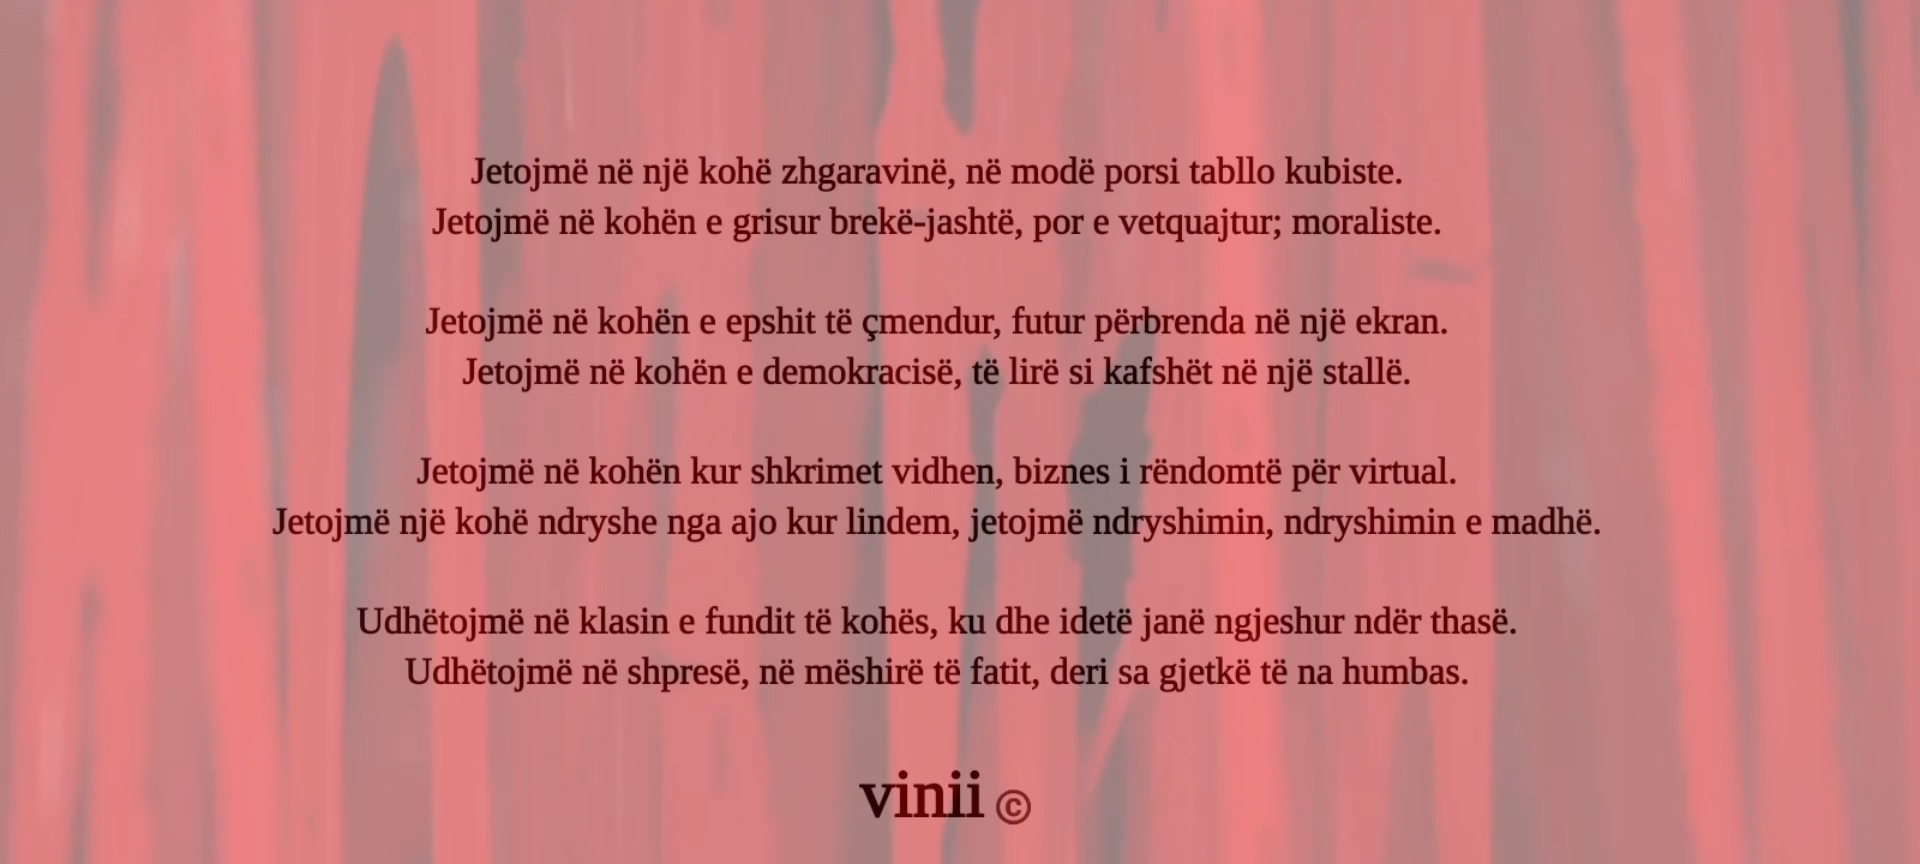 Jetojmë në një kohë zhgaravinë, në modë porsi tabllo kubiste.
Jetojmë në kohën e grisur brekë-jashtë, por e vetquajtur; moraliste.
Jetojmë në kohën e epshit të çmendur, futur përbrenda në një ekran.
Jetojmë në kohën e demokracisë, të lirë si kafshët në një stallë.
Jetojmë në kohën kur shkrimet vidhen, biznes i rëndomtë për virtual.
Jetojmë një kohë ndryshe nga ajo kur lindem, jetojmë ndryshimin, ndryshimin e madhë.
Udhëtojmë në klasin e fundit të kohës, ku dhe idetë janë ngjeshur ndër thasë.
Udhëtojmë në shpresë, në mëshirë të fatit, deri sa gjetkë të na humbas.
vinii ©